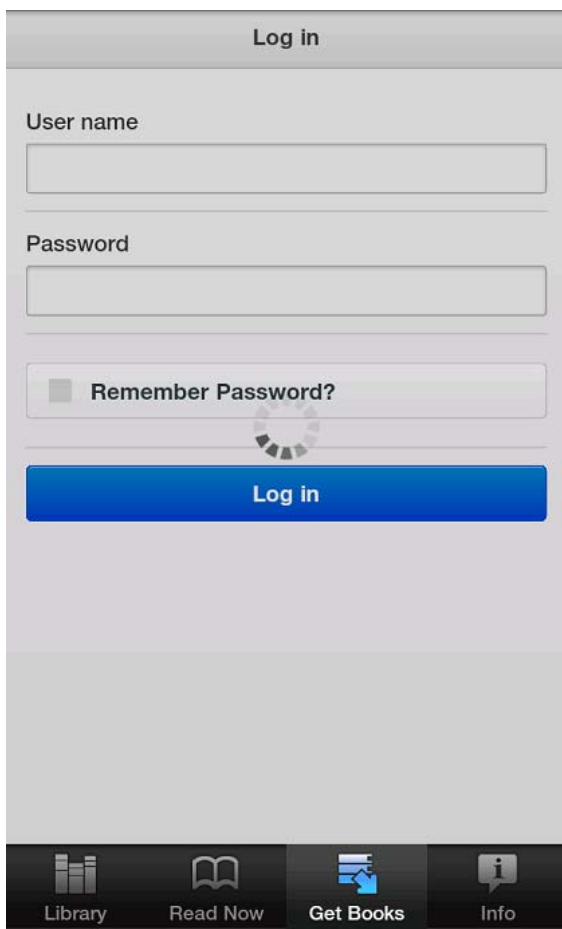 Log in
User name
Password
Remember Password?
Log in
Library Read Now Get Books Info